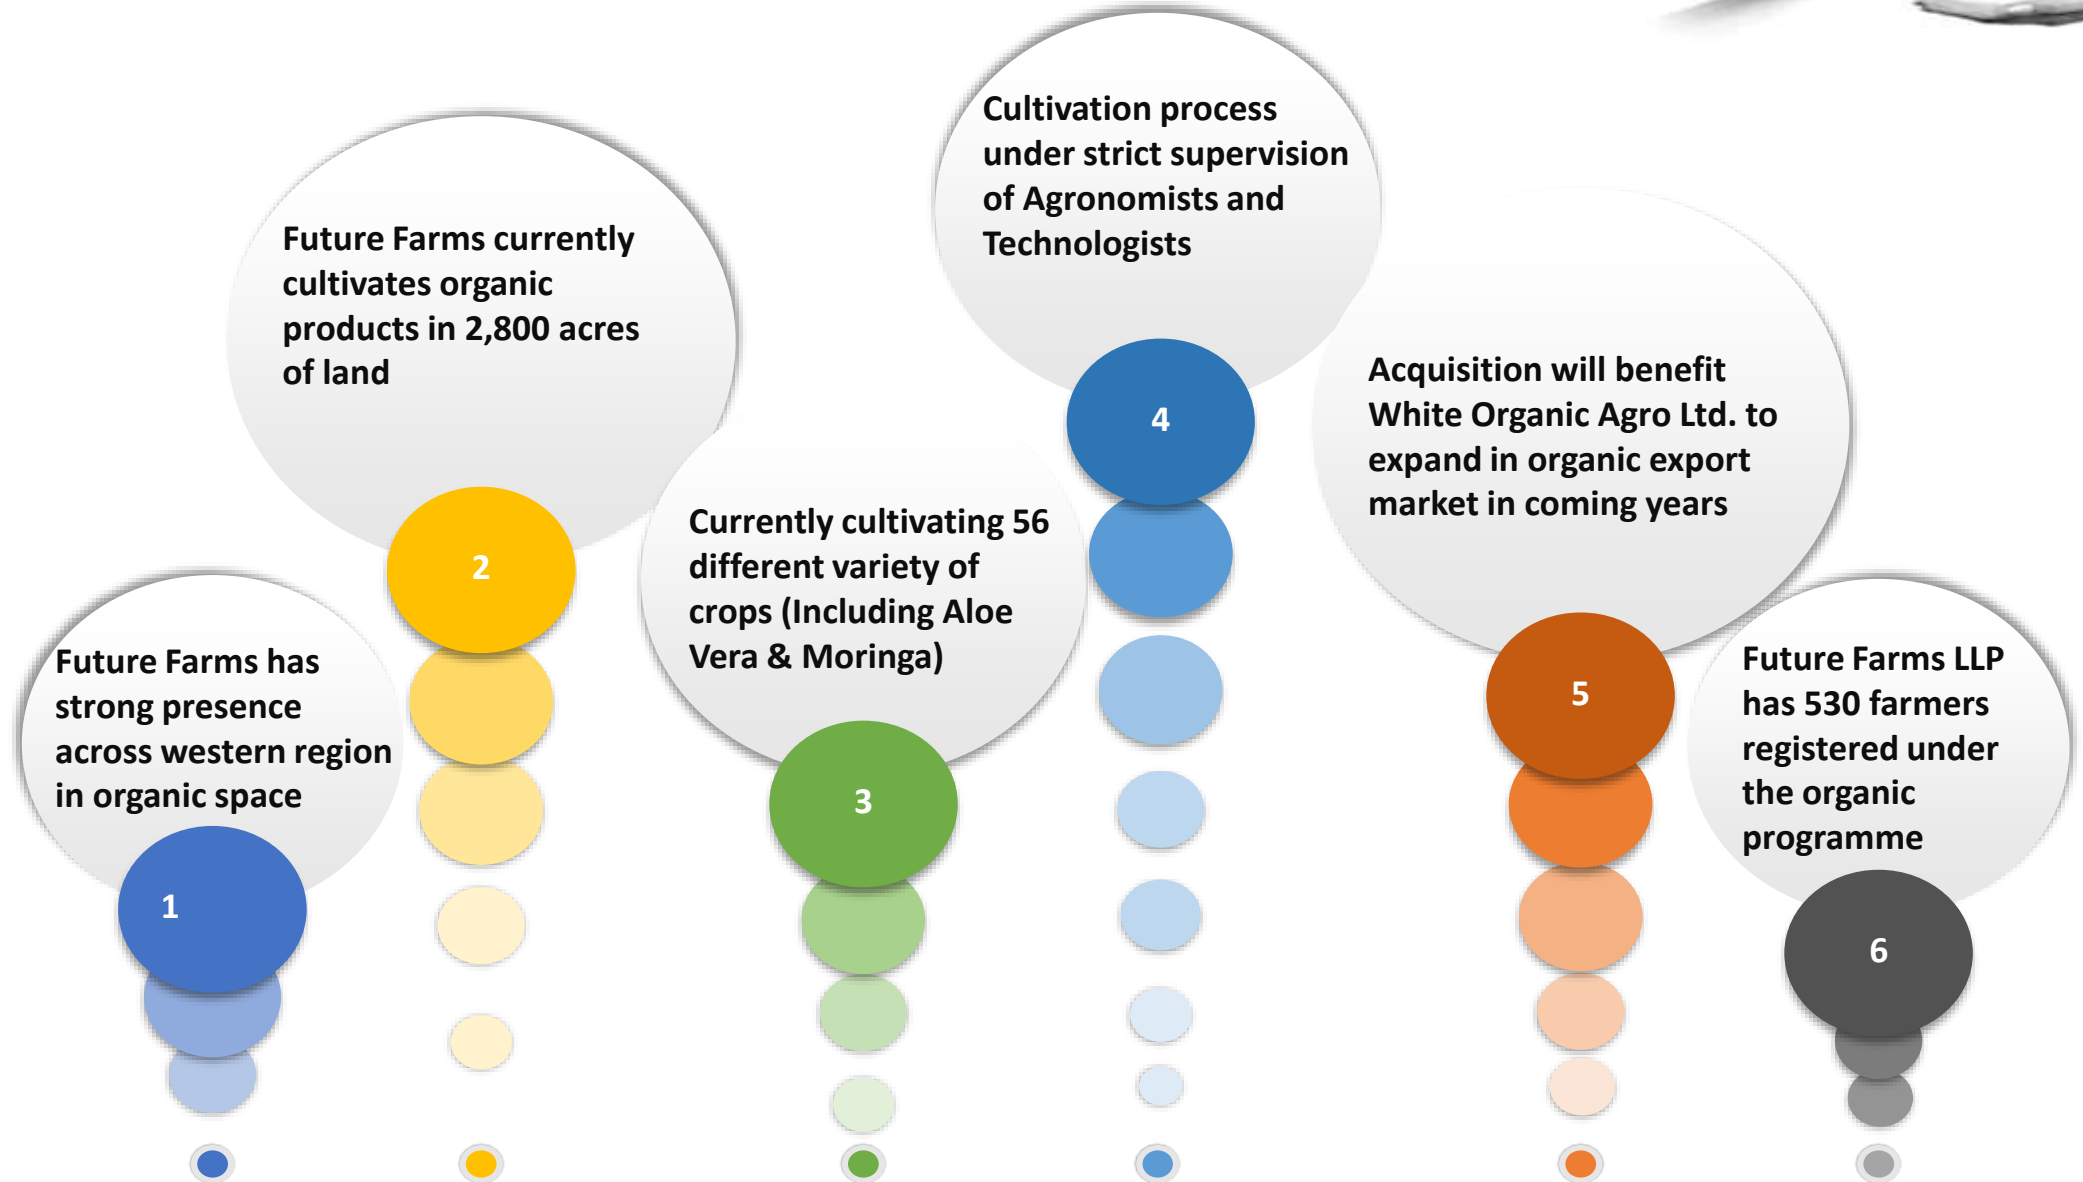 Future Farms has
strong presence
across western region
in organic space
1
Future Farms currently
cultivates organic
products in 2,800 acres
of land
2
Currently cultivating 56
different variety of
crops (Including Aloe
Vera & Moringa)
3
Cultivation process
under strict supervision
of Agronomists and
Technologists
4
Acquisition will benefit
White Organic Agro Ltd. to
expand in organic export
market in coming years
5
Future Farms LLP
has 530 farmers
registered under
the organic
programme
6